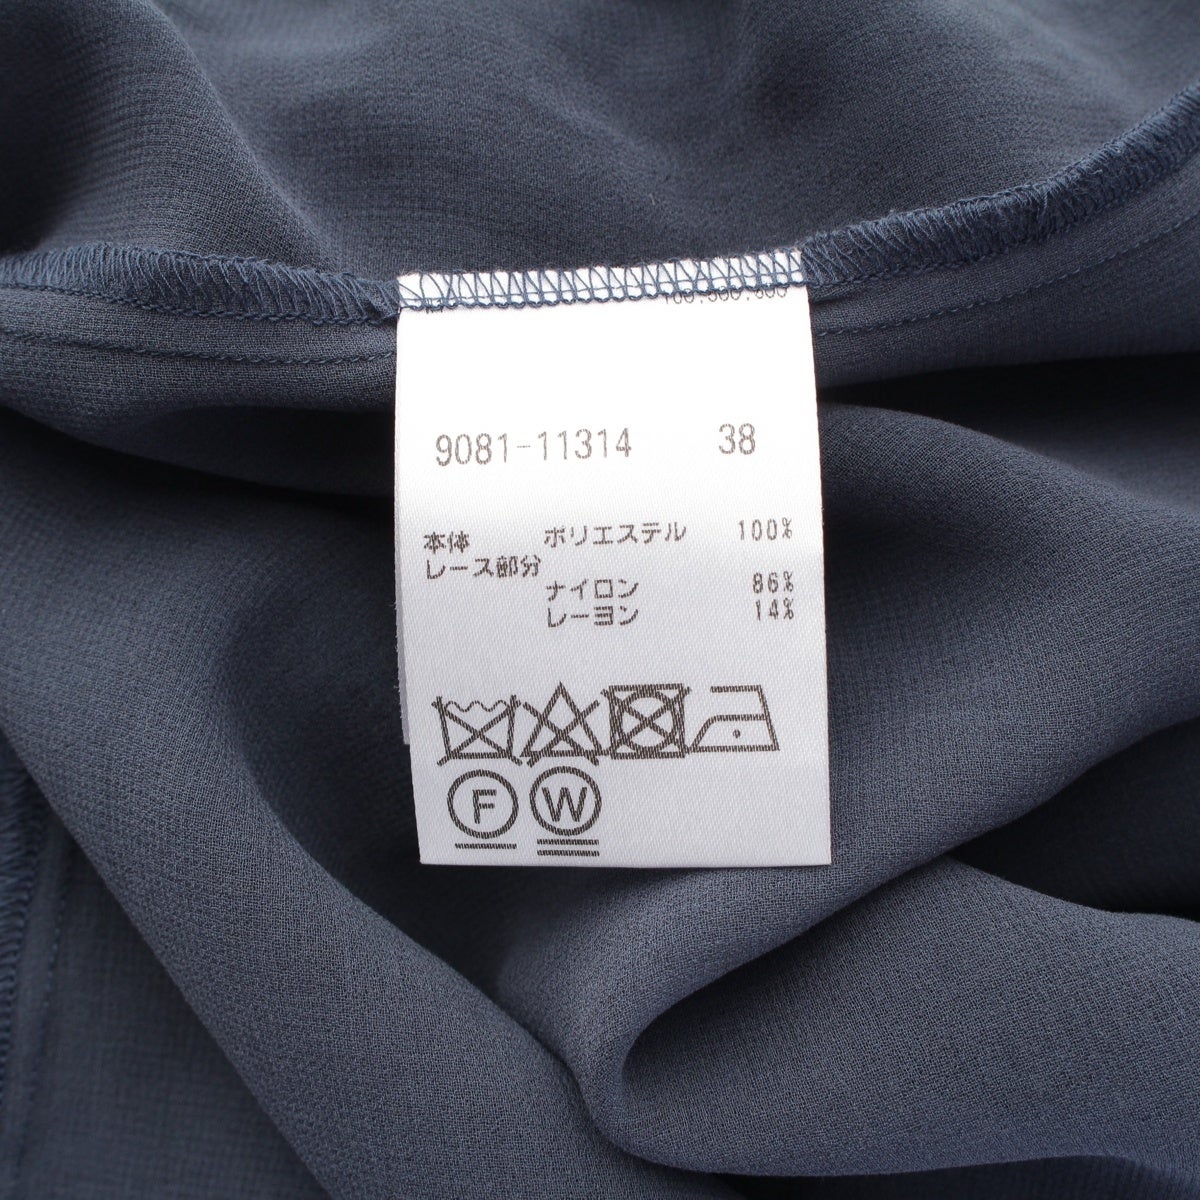 9081-11314 38
本体 ポリエステル 100%
レース部分
ナイロン 86%
レーヨン 14%
F W